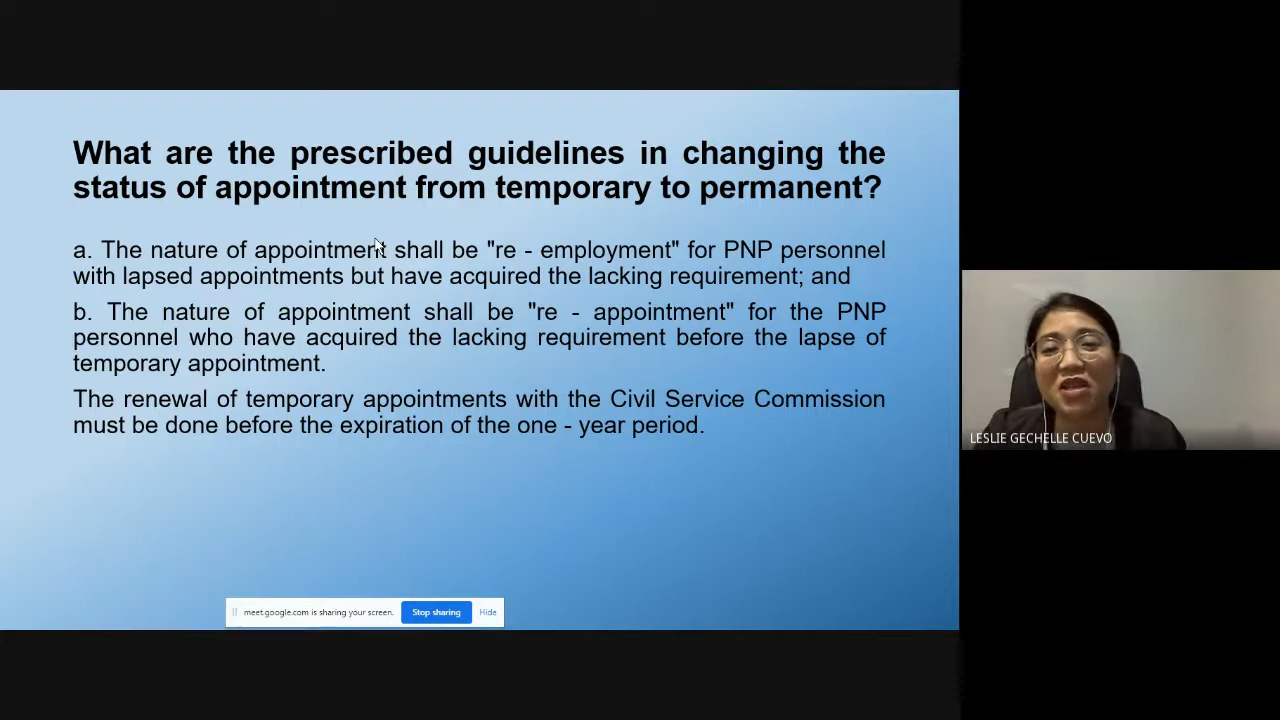 What are the prescribed guidelines in changing the
status of appointment from temporary to permanent?
a. The nature of appointment shall be "re - employment" for PNP personnel
with lapsed appointments but have acquired the lacking requirement; and
b. The nature of appointment shall be "re - appointment" for the PNP
personnel who have acquired the lacking requirement before the lapse of
temporary appointment.
The renewal of temporary appointments with the Civil Service Commission
must be done before the expiration of the one - year period.
LESLIE GECHELLE CUEVO
meet.google.com is sharing your screen. Stop sharing Hide